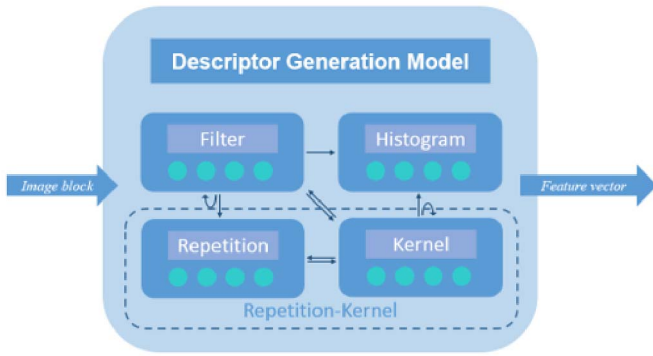 Descriptor Generation Model
Filter
Histogram
Image block
Feature vector
Repetition
Kernel
Repetition-Kernel